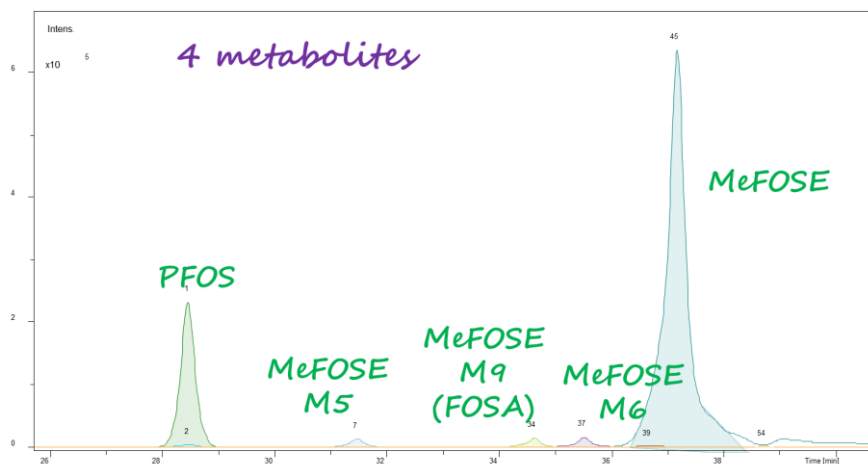 Intens.
x10 5
4 metabolites
45
6
MeFOSE
4
PFOS
1
2
MeFOSE
M5
MeFOSE
M9
(FOSA)
MeFOSE
M6
7
34
37
39
54
2
0
26
28
30
32
34
36
38
Time [min]